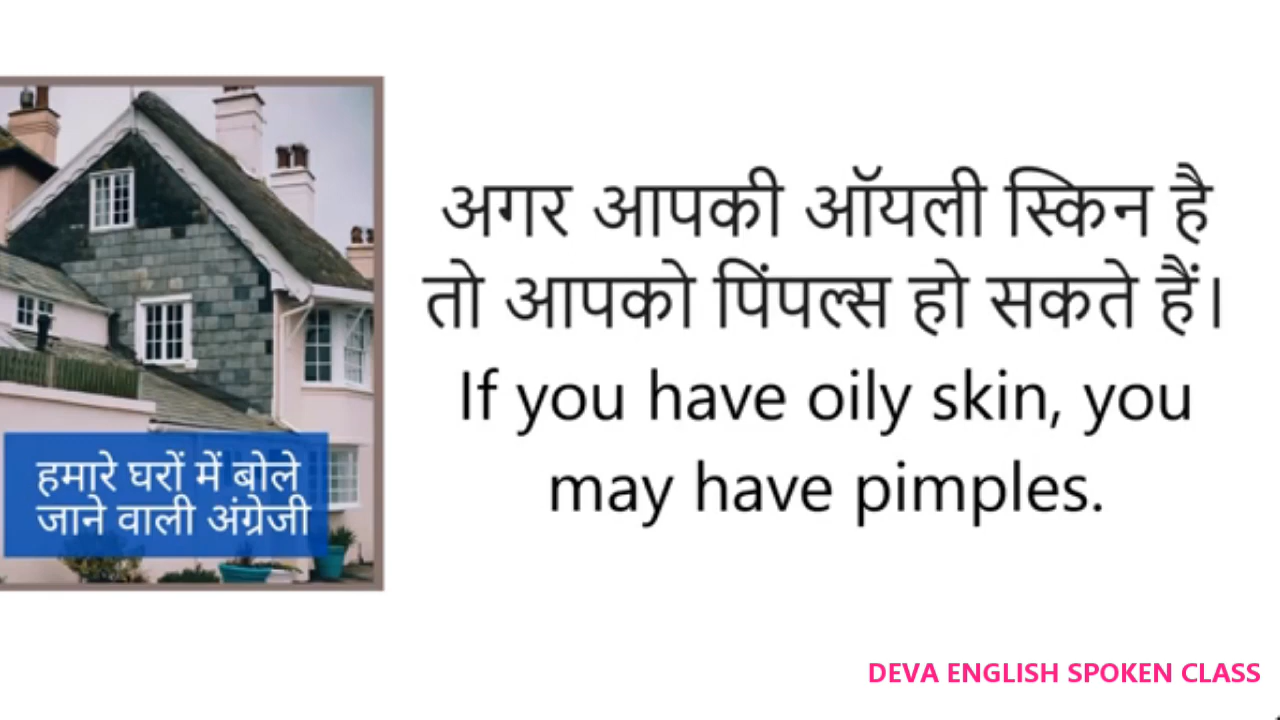 हमारे घरों में बोले
जाने वाली अंग्रेजी
अगर आपकी ऑयली स्किन है
तो आपको पिंपल्स हो सकते हैं।
If you have oily skin, you
may have pimples.
DEVA ENGLISH SPOKEN CLASS